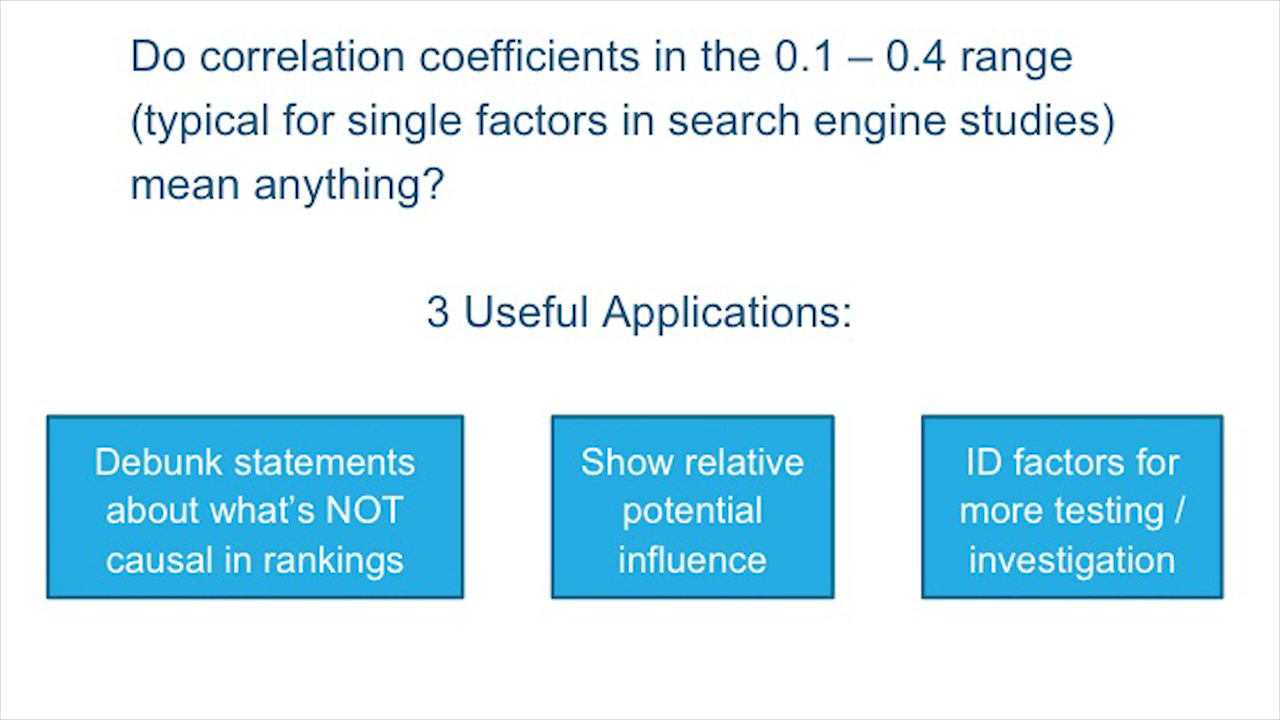 Do correlation coefficients in the 0.1 – 0.4 range
(typical for single factors in search engine studies)
mean anything?
3 Useful Applications:
Debunk statements
about what’s NOT
causal in rankings
Show relative
potential
influence
ID factors for
more testing /
investigation